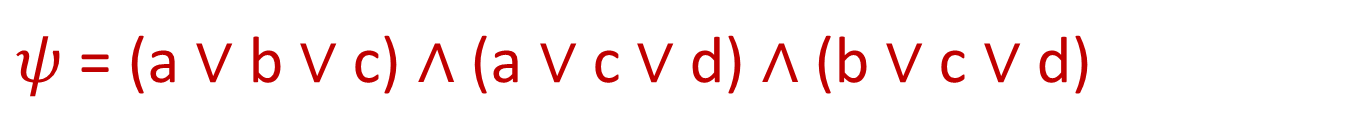 𝜓 = (a ∨ b ∨ c) ∧ (a ∨ c ∨ d) ∧ (b ∨ c ∨ d)